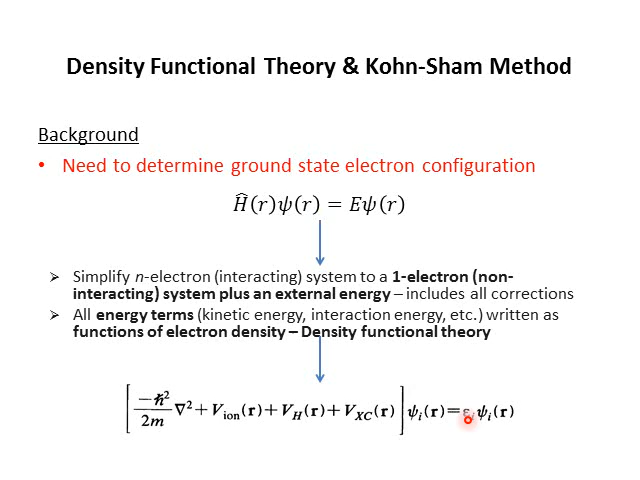 Density Functional Theory & Kohn-Sham Method
Background
• Need to determine ground state electron configuration
Ĥ(r)ψ(r) = Eψ(r)
➢ Simplify n-electron (interacting) system to a 1-electron (non-
interacting) system plus an external energy – includes all corrections
➢ All energy terms (kinetic energy, interaction energy, etc.) written as
functions of electron density – Density functional theory
[−ℏ²/2m ∇² + V_ion(r) + V_H(r) + V_XC(r)] ψ_i(r) = ε_i ψ_i(r)